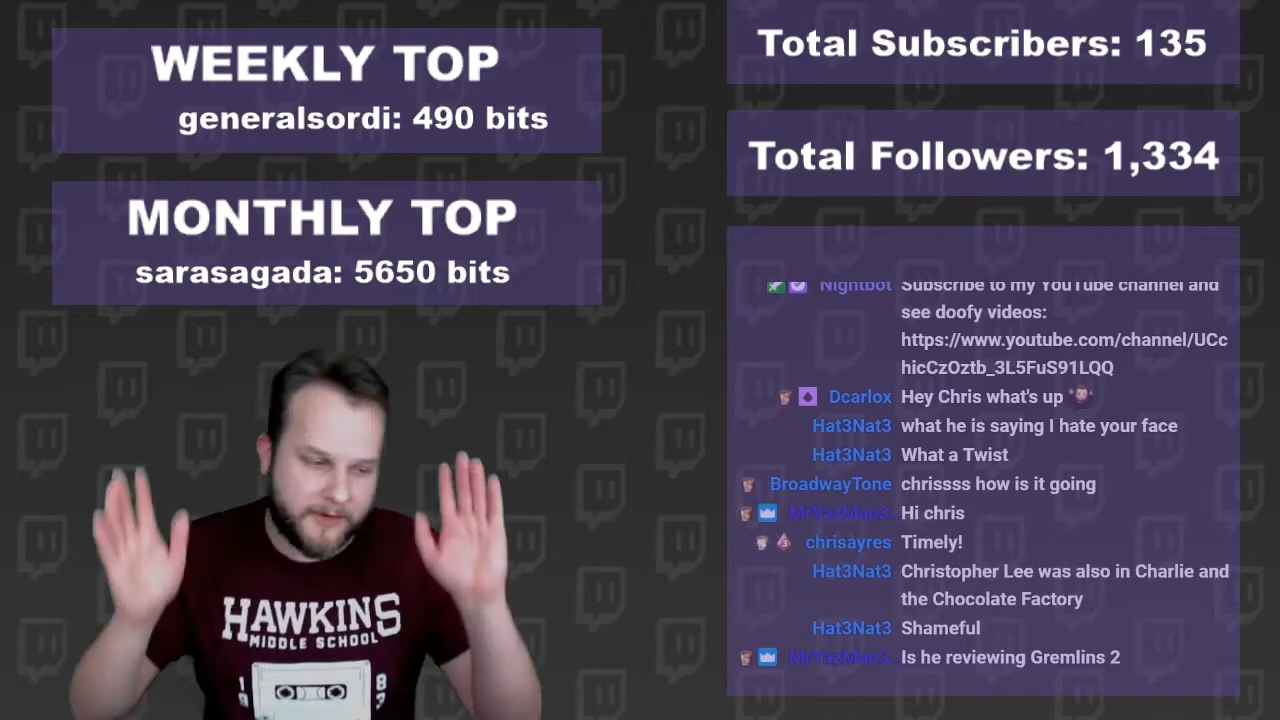 WEEKLY TOP
generalsordi: 490 bits
MONTHLY TOP
sarasagada: 5650 bits
Total Subscribers: 135
Total Followers: 1,334
Nightbot Subscribe to my YouTube channel and
see doofy videos:
https://www.youtube.com/channel/UCc
hicCzOztb_3L5FuS91LQQ
Dcarlox Hey Chris what's up
Hat3Nat3 what he is saying I hate your face
Hat3Nat3 What a Twist
BroadwayTone chrissss how is it going
MrYazMan3… Hi chris
chrisayres Timely!
Hat3Nat3 Christopher Lee was also in Charlie and
the Chocolate Factory
Hat3Nat3 Shameful
MrYazMan3… Is he reviewing Gremlins 2
HAWKINS
MIDDLE SCHOOL